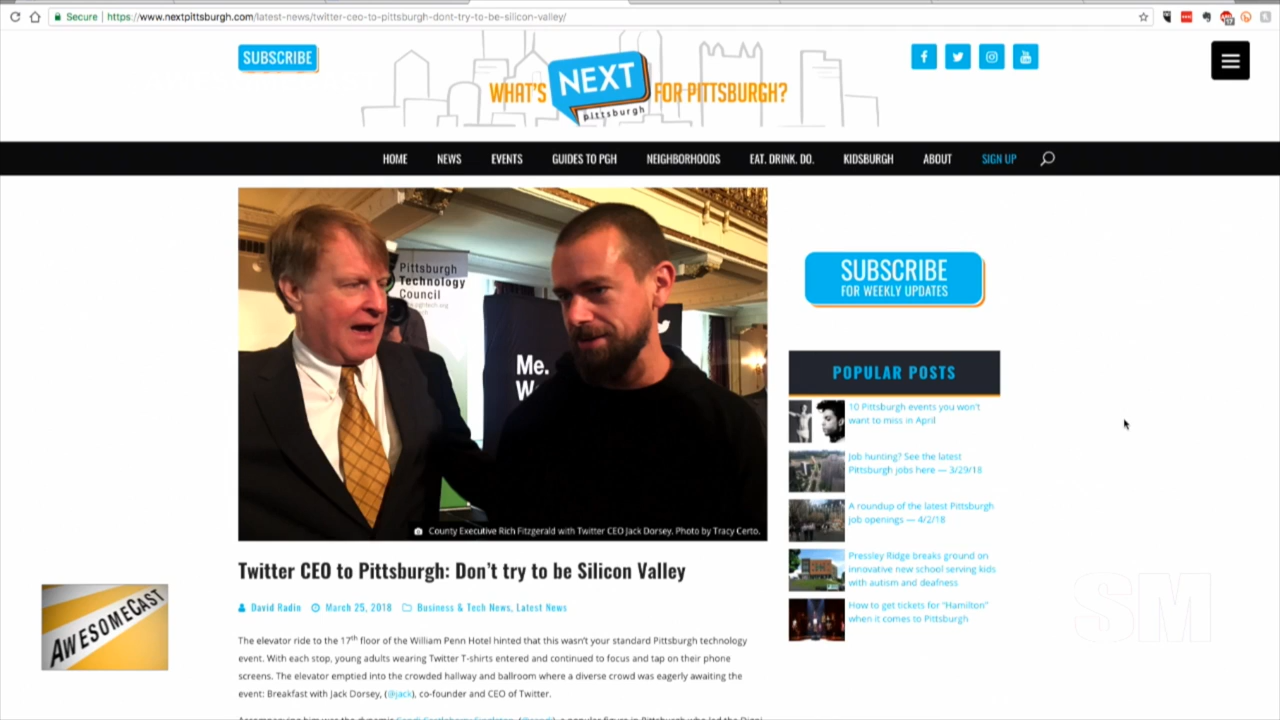 Secure | https://www.nextpittsburgh.com/latest-news/twitter-ceo-to-pittsburgh-dont-try-to-be-silicon-valley/
SUBSCRIBE
WHAT'S NEXT pittsburgh FOR PITTSBURGH?
HOME NEWS EVENTS GUIDES TO PGH NEIGHBORHOODS EAT. DRINK. DO. KIDSBURGH ABOUT SIGN UP
Pittsburgh
Technology
Council
Me.
W
County Executive Rich Fitzgerald with Twitter CEO Jack Dorsey. Photo by Tracy Certo.
Twitter CEO to Pittsburgh: Don't try to be Silicon Valley
David Radin March 25, 2018 Business & Tech News, Latest News
The elevator ride to the 17th floor of the William Penn Hotel hinted that this wasn't your standard Pittsburgh technology
event. With each stop, young adults wearing Twitter T-shirts entered and continued to focus and tap on their phone
screens. The elevator emptied into the crowded hallway and ballroom where a diverse crowd was eagerly awaiting the
event: Breakfast with Jack Dorsey, (@jack), co-founder and CEO of Twitter.
SUBSCRIBE
FOR WEEKLY UPDATES
POPULAR POSTS
10 Pittsburgh events you won't
want to miss in April
Job hunting? See the latest
Pittsburgh jobs here — 3/29/18
A roundup of the latest Pittsburgh
job openings — 4/2/18
Pressley Ridge breaks ground on
innovative new school serving kids
with autism and deafness
How to get tickets for "Hamilton"
when it comes to Pittsburgh
AWESOMECAST
SM